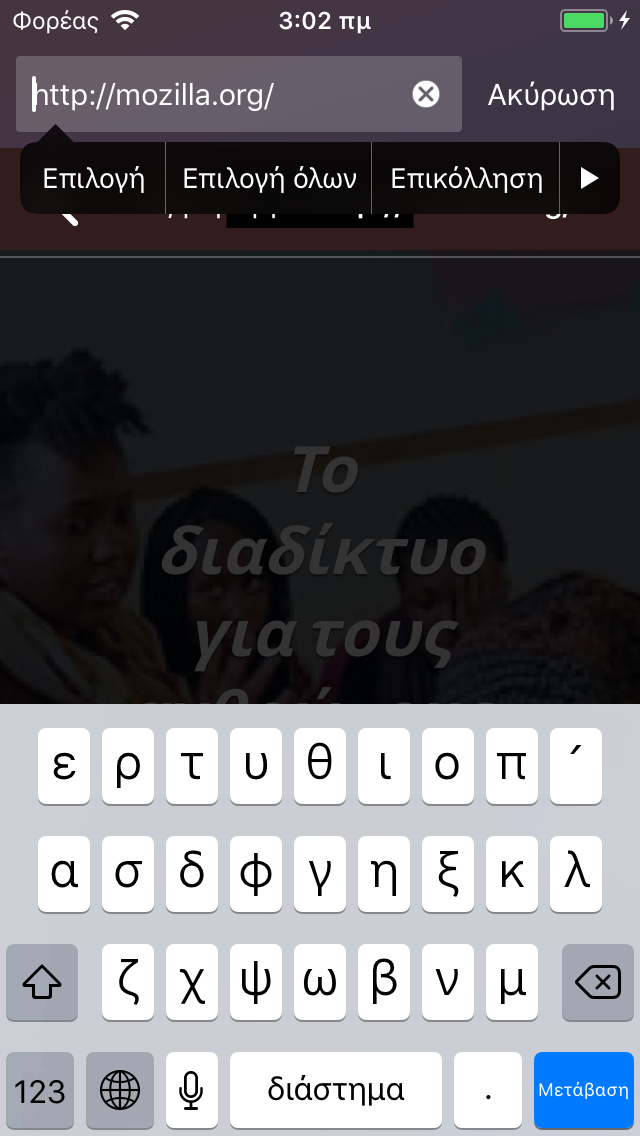 Φορέας 3:02 πμ
http://mozilla.org/ Ακύρωση
Επιλογή Επιλογή όλων Επικόλληση
Το
διαδίκτυο
για τους
ε ρ τ υ θ ι ο π ´
α σ δ φ γ η ξ κ λ
ζ χ ψ ω β ν μ
123 διάστημα . Μετάβαση